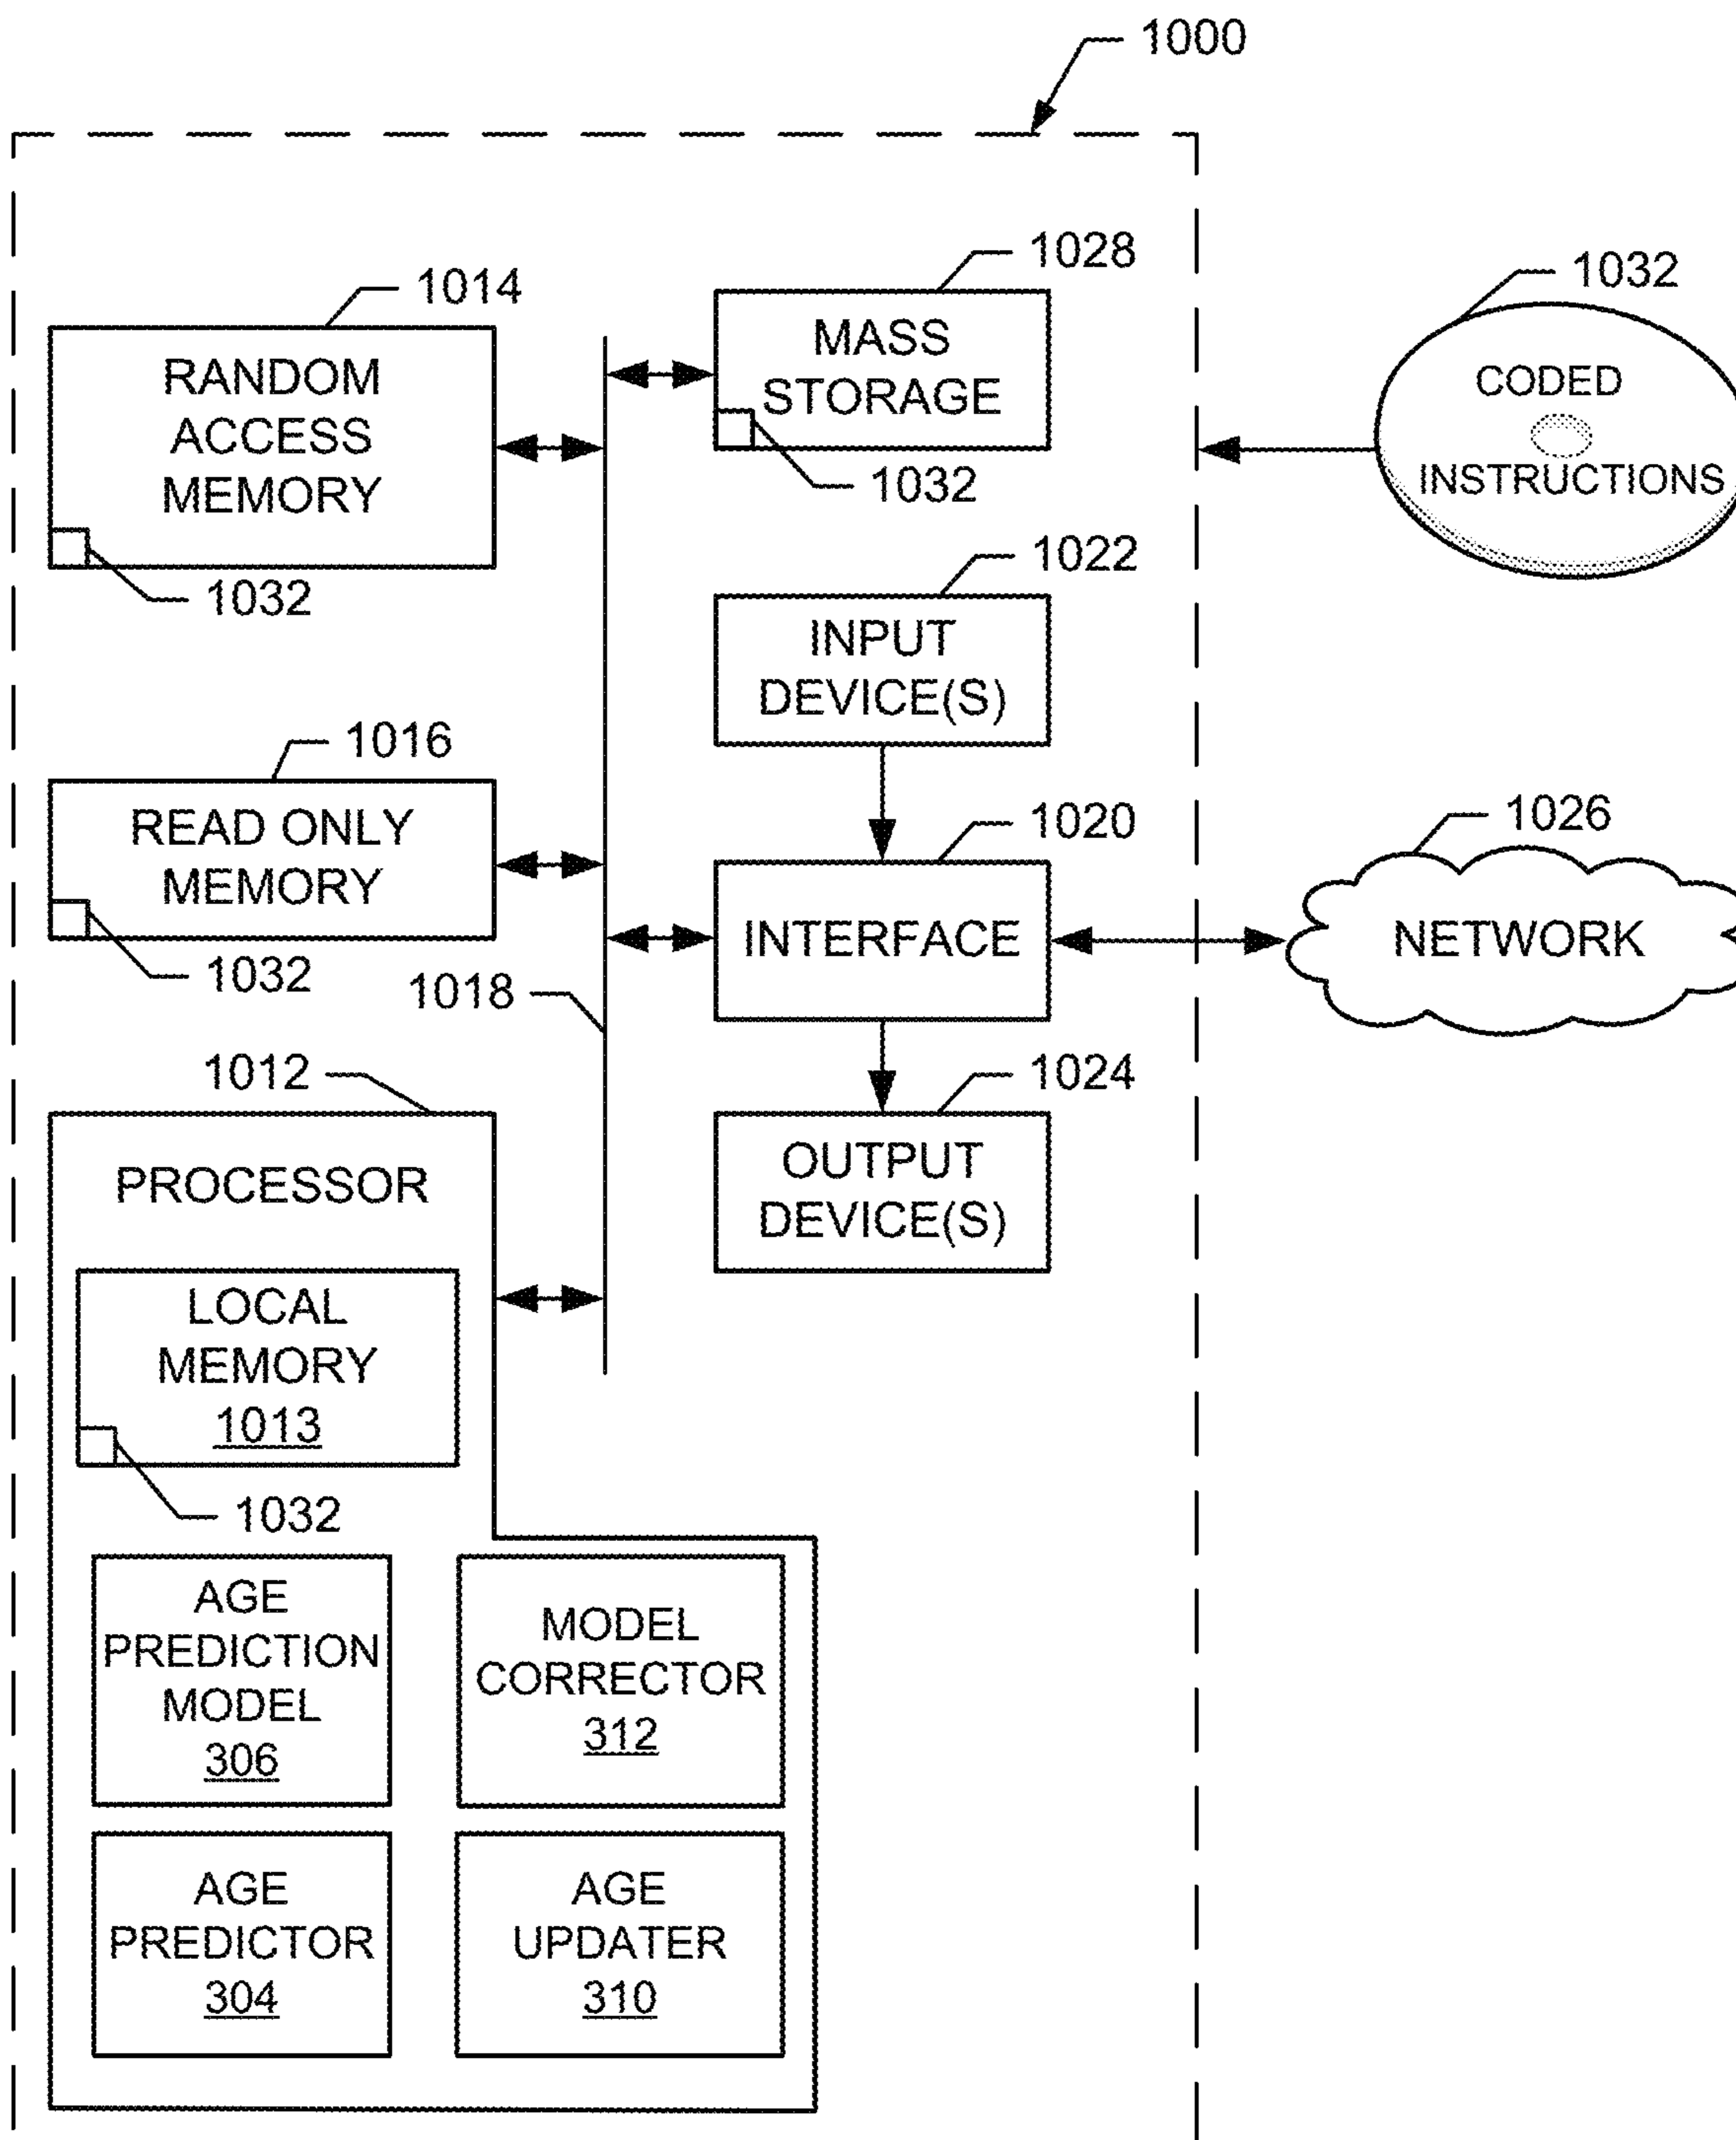 1000
1014
RANDOM
ACCESS
MEMORY
1032
1028
MASS
STORAGE
1032
1032
CODED
INSTRUCTIONS
1022
INPUT
DEVICE(S)
1016
READ ONLY
MEMORY
1032
1018
1020
INTERFACE
1026
NETWORK
1012
PROCESSOR
LOCAL
MEMORY
1013
1032
1024
OUTPUT
DEVICE(S)
AGE
PREDICTION
MODEL
306
MODEL
CORRECTOR
312
AGE
PREDICTOR
304
AGE
UPDATER
310